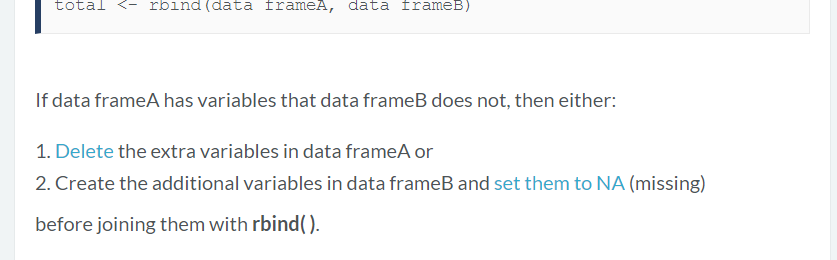 total <- rbind(data frameA, data frameB)
If data frameA has variables that data frameB does not, then either:
1. Delete the extra variables in data frameA or
2. Create the additional variables in data frameB and set them to NA (missing)
before joining them with rbind( ).